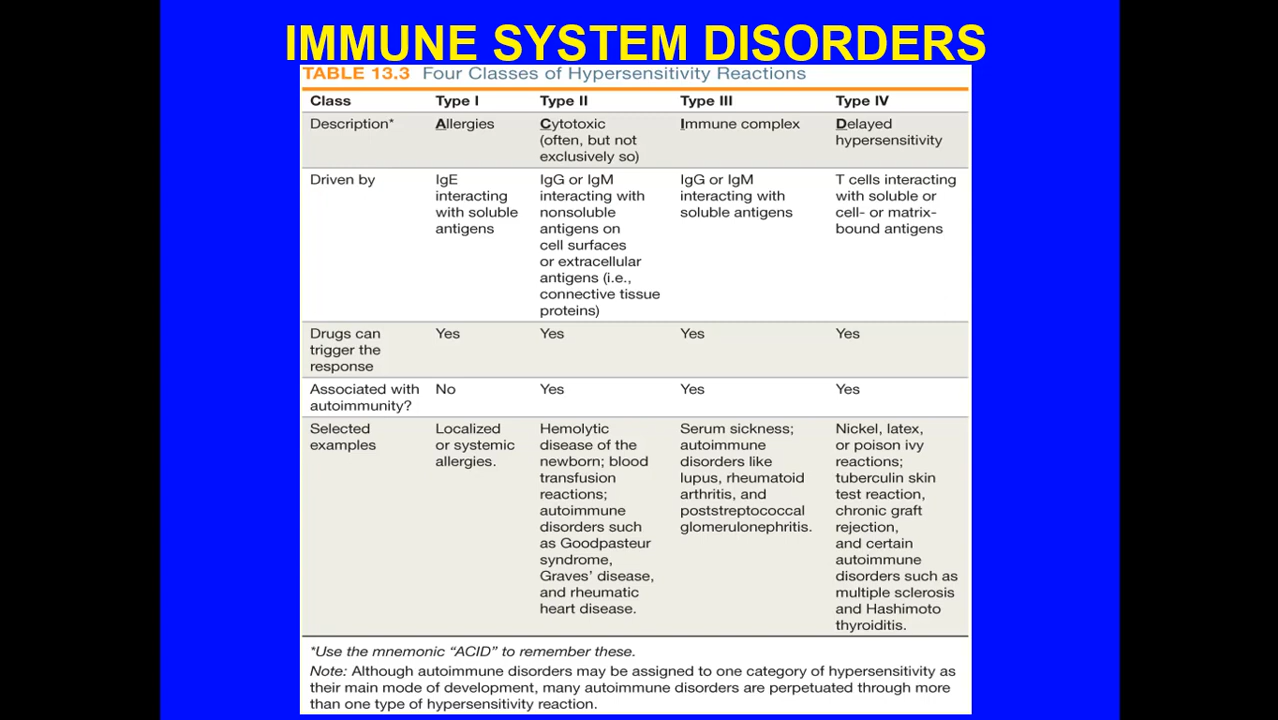 IMMUNE SYSTEM DISORDERS
TABLE 13.3 Four Classes of Hypersensitivity Reactions
Class Type I Type II Type III Type IV
Description* Allergies Cytotoxic Immune complex Delayed
(often, but not hypersensitivity
exclusively so)
Driven by IgE IgG or IgM IgG or IgM T cells interacting
interacting interacting with interacting with with soluble or
with soluble nonsoluble soluble antigens cell- or matrix-
antigens antigens on bound antigens
cell surfaces
or extracellular
antigens (i.e.,
connective tissue
proteins)
Drugs can Yes Yes Yes Yes
trigger the
response
Associated with No Yes Yes Yes
autoimmunity?
Selected Localized Hemolytic Serum sickness; Nickel, latex,
examples or systemic disease of the autoimmune or poison ivy
allergies. newborn; blood disorders like reactions;
transfusion lupus, rheumatoid tuberculin skin
reactions; arthritis, and test reaction,
autoimmune poststreptococcal chronic graft
disorders such glomerulonephritis. rejection,
as Goodpasteur and certain
syndrome, autoimmune
Graves' disease, disorders such as
and rheumatic multiple sclerosis
heart disease. and Hashimoto
thyroiditis.
*Use the mnemonic "ACID" to remember these.
Note: Although autoimmune disorders may be assigned to one category of hypersensitivity as
their main mode of development, many autoimmune disorders are perpetuated through more
than one type of hypersensitivity reaction.